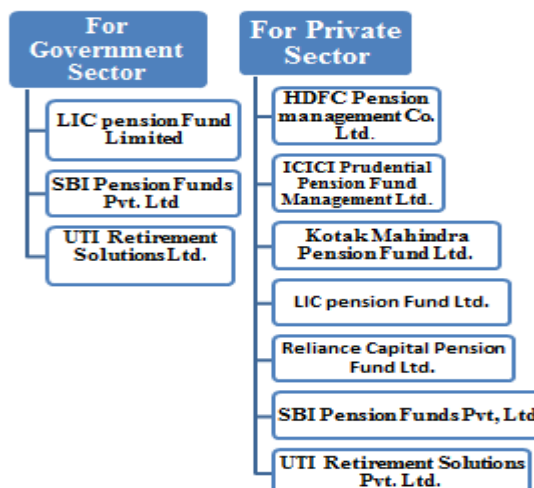 For
Government
Sector
LIC pension Fund
Limited
SBI Pension Funds
Pvt. Ltd
UTI Retirement
Solutions Ltd.
For Private
Sector
HDFC Pension
management Co.
Ltd.
ICICI Prudential
Pension Fund
Management Ltd.
Kotak Mahindra
Pension Fund Ltd.
LIC pension Fund Ltd.
Reliance Capital Pension
Fund Ltd.
SBI Pension Funds Pvt, Ltd
UTI Retirement Solutions
Pvt. Ltd.